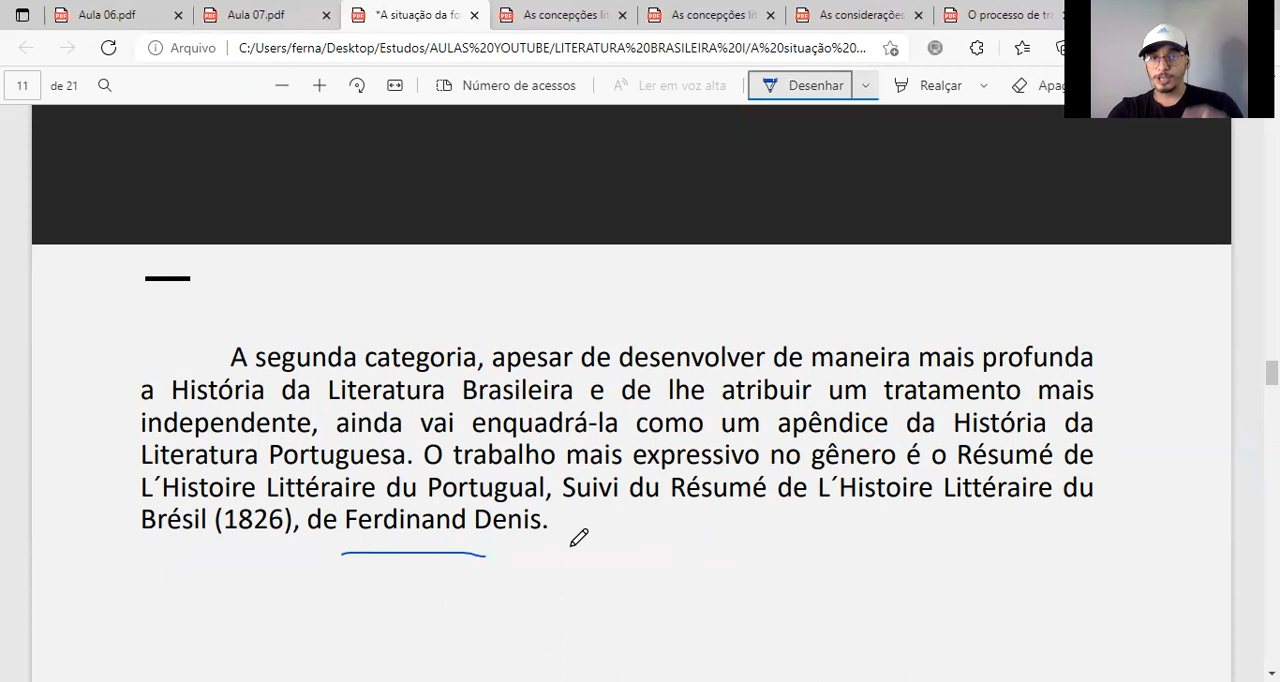 Aula 06.pdf
Aula 07.pdf
*A situação da fo
As concepções lit
As concepções lit
As considerações
O processo de tra
Arquivo
C:/Users/ferna/Desktop/Estudos/AULAS%20YOUTUBE/LITERATURA%20BRASILEIRA%20I/A%20situação%20...
11 de 21
Número de acessos
Ler em voz alta
Desenhar
Realçar
Apag
A segunda categoria, apesar de desenvolver de maneira mais profunda
a História da Literatura Brasileira e de lhe atribuir um tratamento mais
independente, ainda vai enquadrá-la como um apêndice da História da
Literatura Portuguesa. O trabalho mais expressivo no gênero é o Résumé de
L´Histoire Littéraire du Portugual, Suivi du Résumé de L´Histoire Littéraire du
Brésil (1826), de Ferdinand Denis.